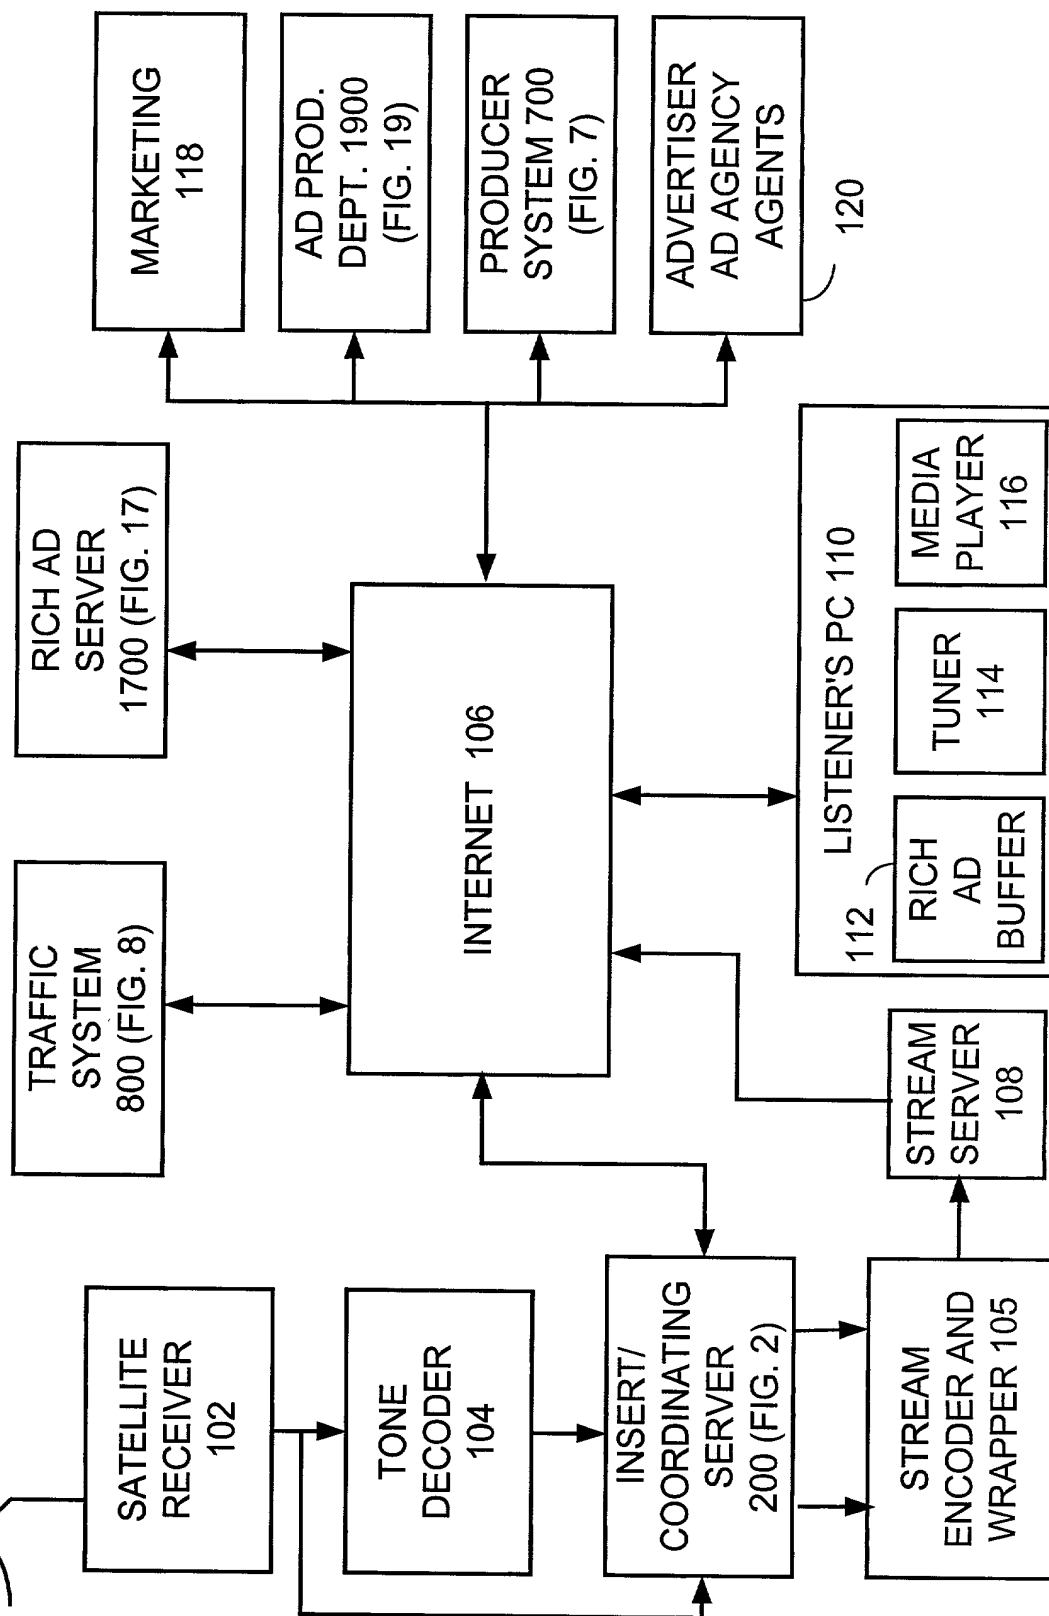 SATELLITE
RECEIVER
102
TONE
DECODER
104
INSERT/
COORDINATING
SERVER
200 (FIG. 2)
STREAM
ENCODER AND
WRAPPER 105
STREAM
SERVER
108
TRAFFIC
SYSTEM
800 (FIG. 8)
RICH AD
SERVER
1700 (FIG. 17)
INTERNET 106
LISTENER'S PC 110
112
RICH
AD
BUFFER
TUNER
114
MEDIA
PLAYER
116
MARKETING
118
AD PROD.
DEPT. 1900
(FIG. 19)
PRODUCER
SYSTEM 700
(FIG. 7)
ADVERTISER
AD AGENCY
AGENTS
120